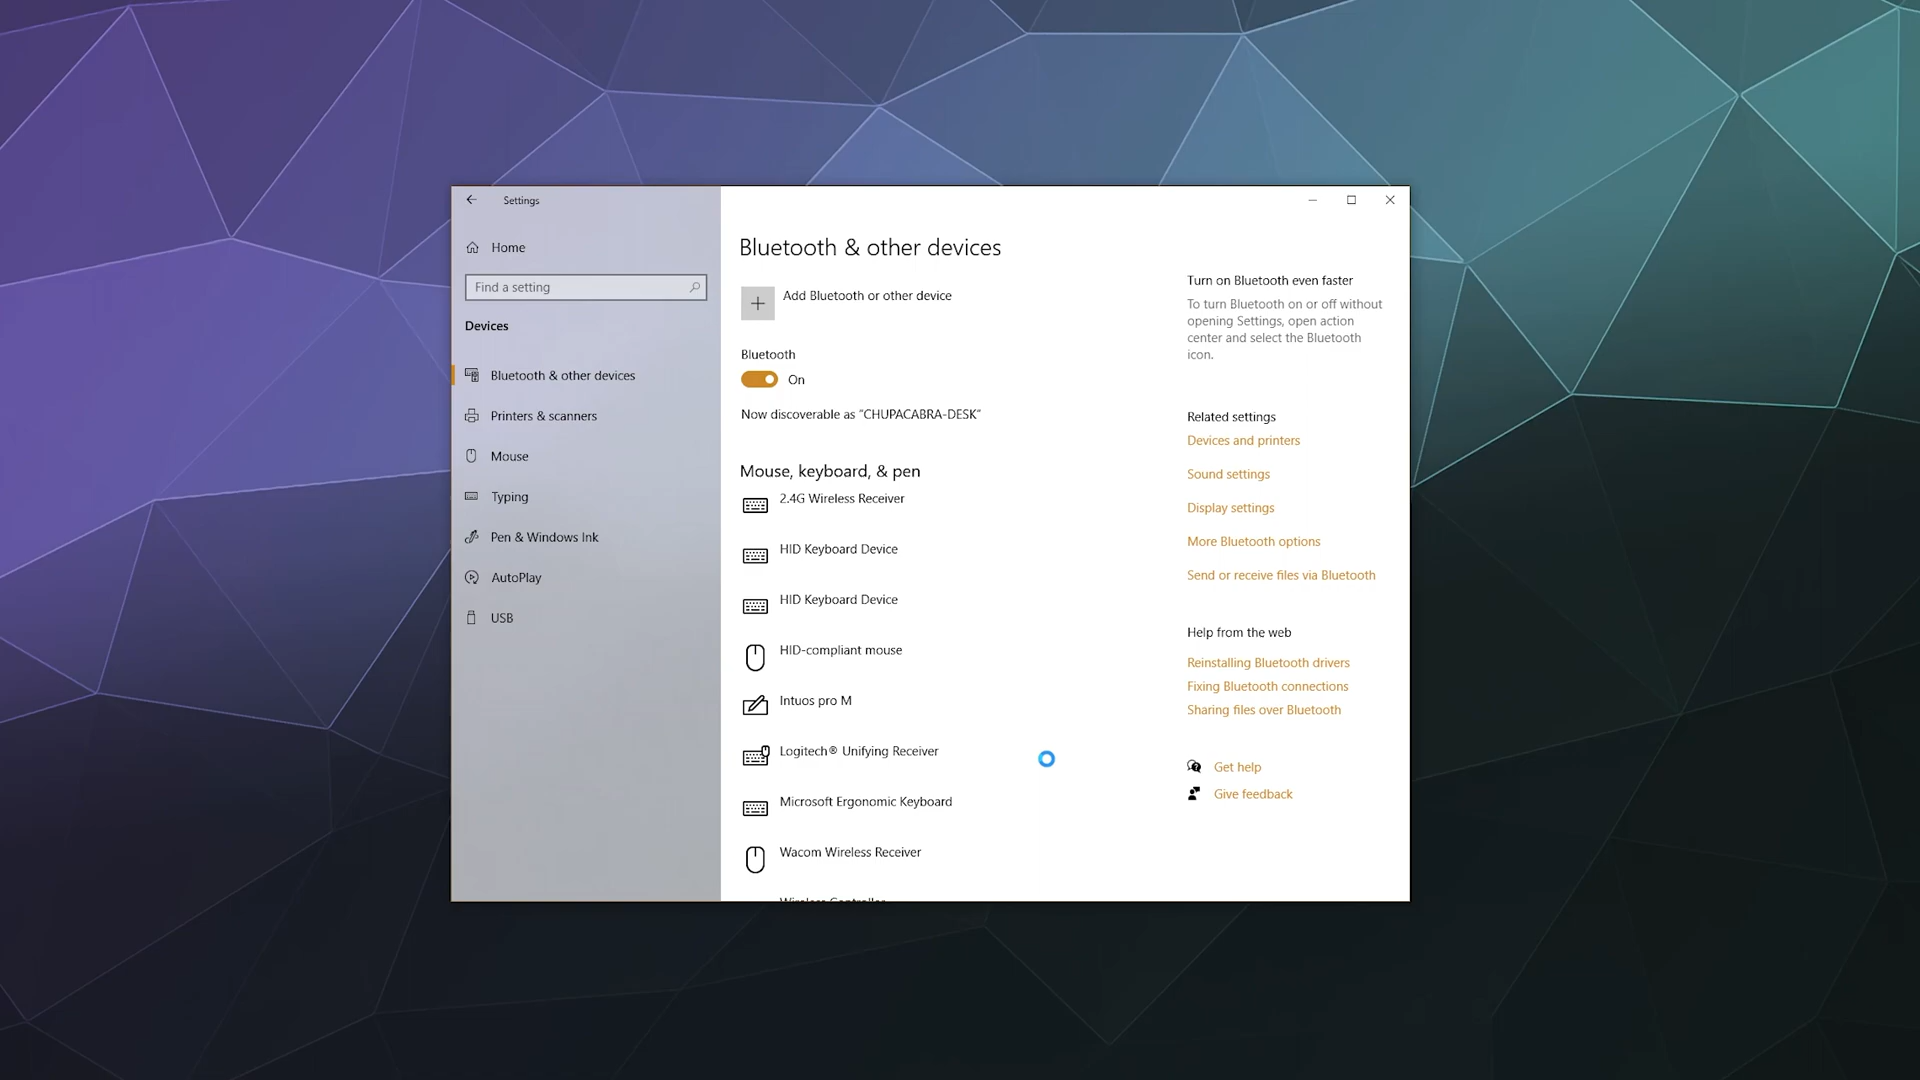 Settings
Home
Find a setting
Devices
Bluetooth & other devices
Printers & scanners
Mouse
Typing
Pen & Windows Ink
AutoPlay
USB
Bluetooth & other devices
Add Bluetooth or other device
Bluetooth
On
Now discoverable as “CHUPACABRA-DESK”
Mouse, keyboard, & pen
2.4G Wireless Receiver
HID Keyboard Device
HID Keyboard Device
HID-compliant mouse
Intuos pro M
Logitech® Unifying Receiver
Microsoft Ergonomic Keyboard
Wacom Wireless Receiver
Wireless Controller
Turn on Bluetooth even faster
To turn Bluetooth on or off without
opening Settings, open action
center and select the Bluetooth
icon.
Related settings
Devices and printers
Sound settings
Display settings
More Bluetooth options
Send or receive files via Bluetooth
Help from the web
Reinstalling Bluetooth drivers
Fixing Bluetooth connections
Sharing files over Bluetooth
Get help
Give feedback